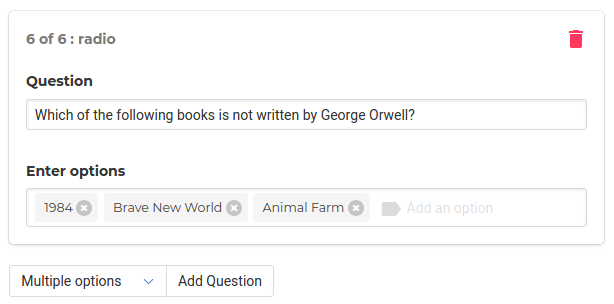 6 of 6 : radio
Question
Which of the following books is not written by George Orwell?
Enter options
1984 Brave New World Animal Farm Add an option
Multiple options Add Question